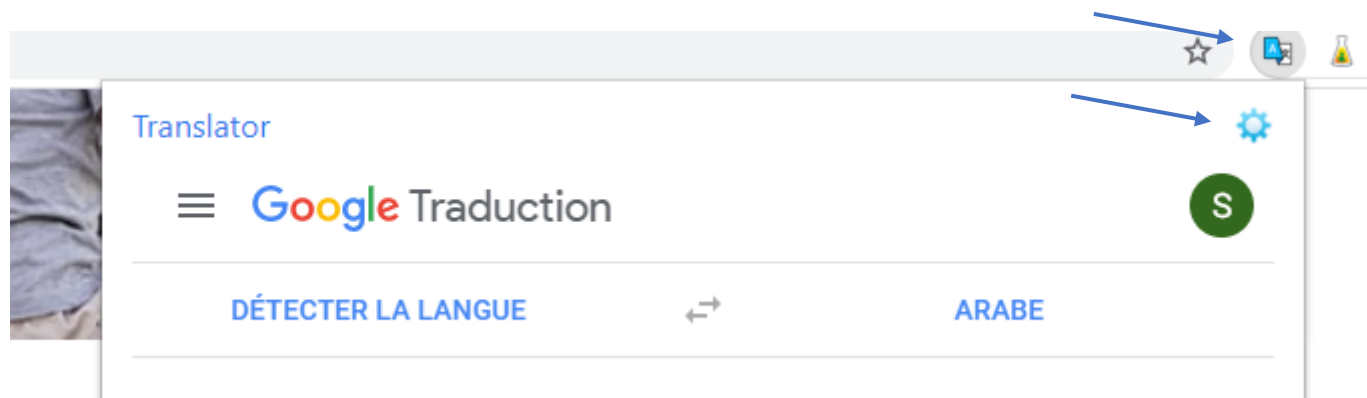 Translator
Google Traduction
S
DÉTECTER LA LANGUE
ARABE